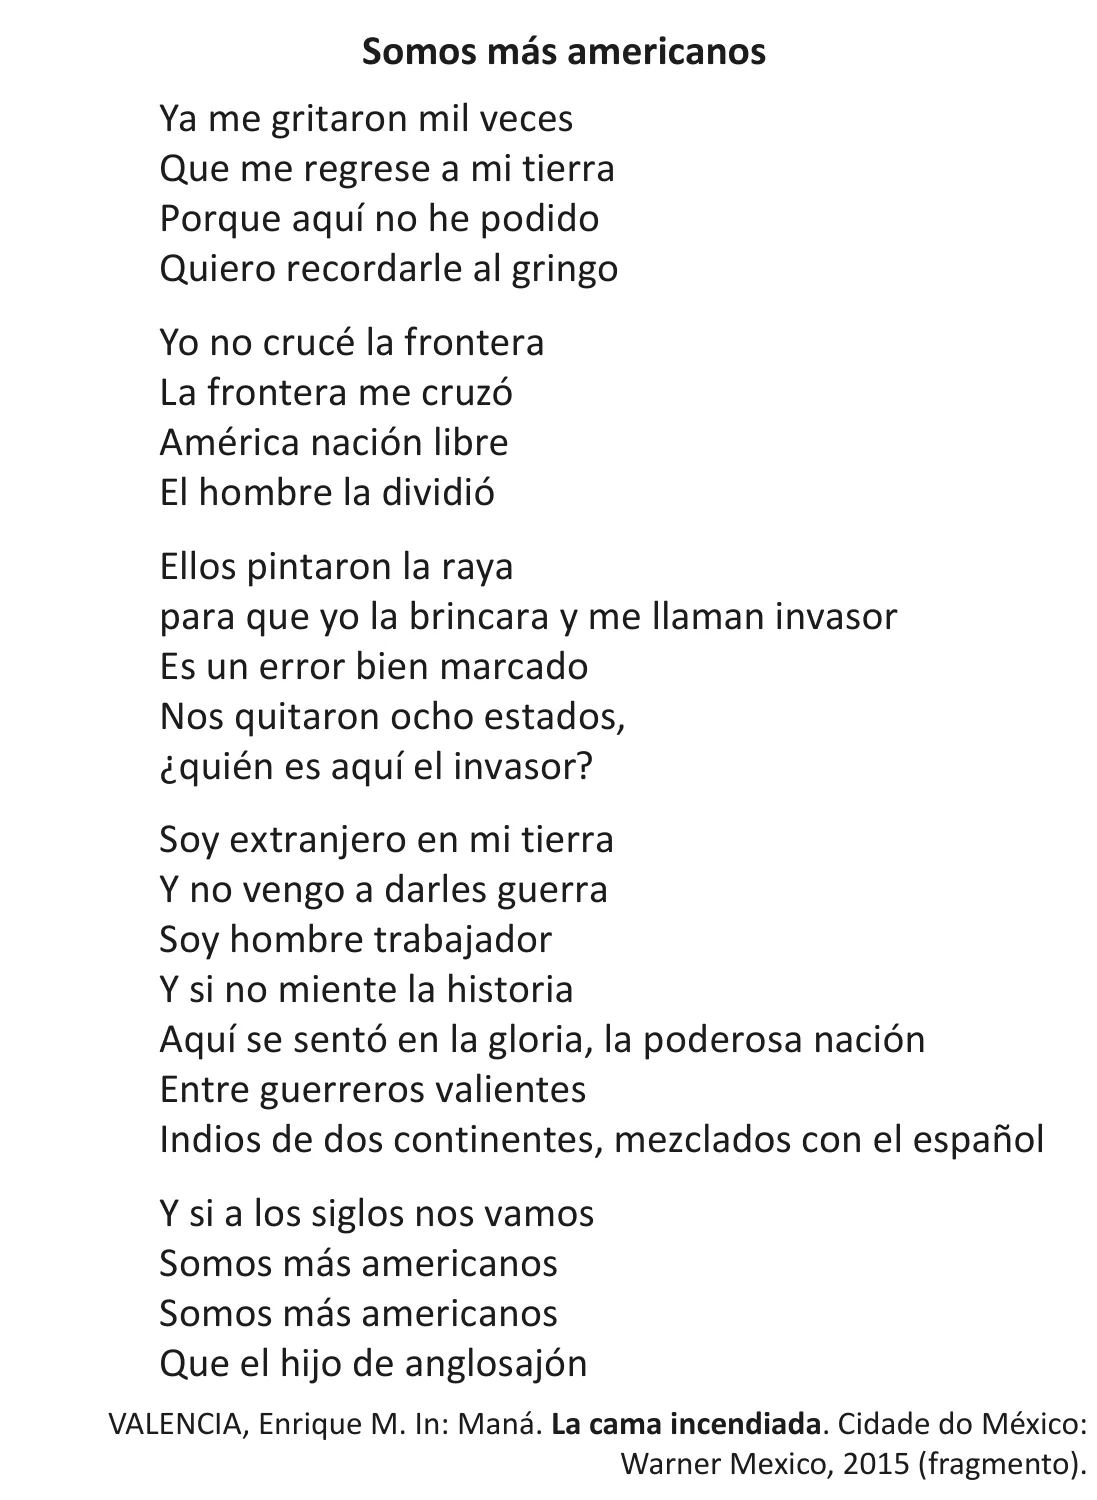 Somos más americanos
Ya me gritaron mil veces
Que me regrese a mi tierra
Porque aquí no he podido
Quiero recordarle al gringo
Yo no crucé la frontera
La frontera me cruzó
América nación libre
El hombre la dividió
Ellos pintaron la raya
para que yo la brincara y me llaman invasor
Es un error bien marcado
Nos quitaron ocho estados,
¿quién es aquí el invasor?
Soy extranjero en mi tierra
Y no vengo a darles guerra
Soy hombre trabajador
Y si no miente la historia
Aquí se sentó en la gloria, la poderosa nación
Entre guerreros valientes
Indios de dos continentes, mezclados con el español
Y si a los siglos nos vamos
Somos más americanos
Somos más americanos
Que el hijo de anglosajón
VALENCIA, Enrique M. In: Maná. La cama incendiada. Cidade do México:
Warner Mexico, 2015 (fragmento).